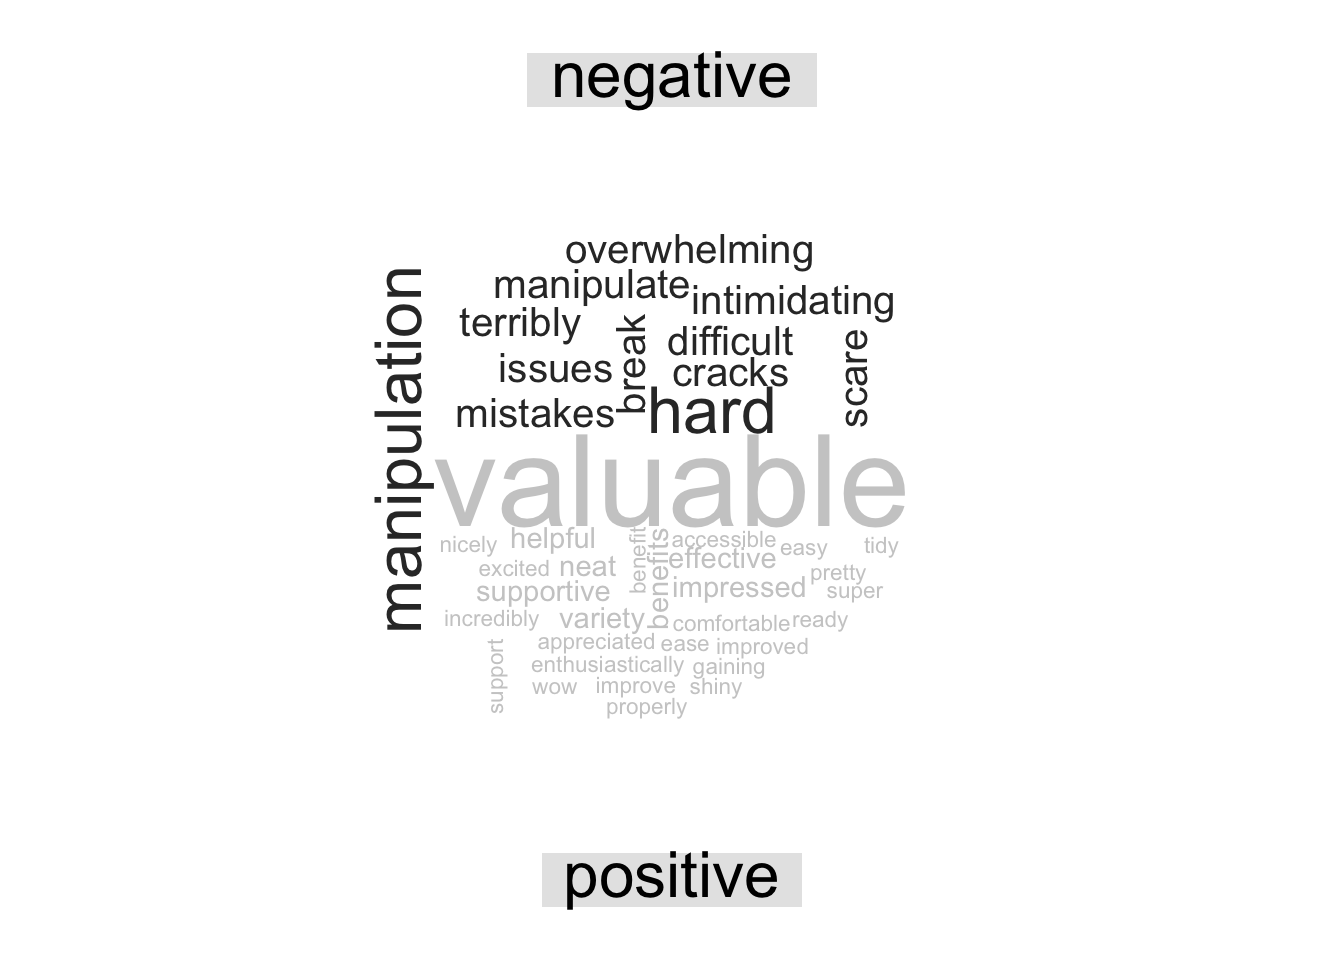 negative
overwhelming
manipulation
manipulate
intimidating
terribly
break
difficult
scare
issues
cracks
mistakes
hard
valuable
nicely helpful benefit benefits accessible easy tidy
excited neat effective
supportive impressed pretty super
incredibly variety comfortable ready
support appreciated ease improved
enthusiastically gaining
wow improve shiny
properly
positive